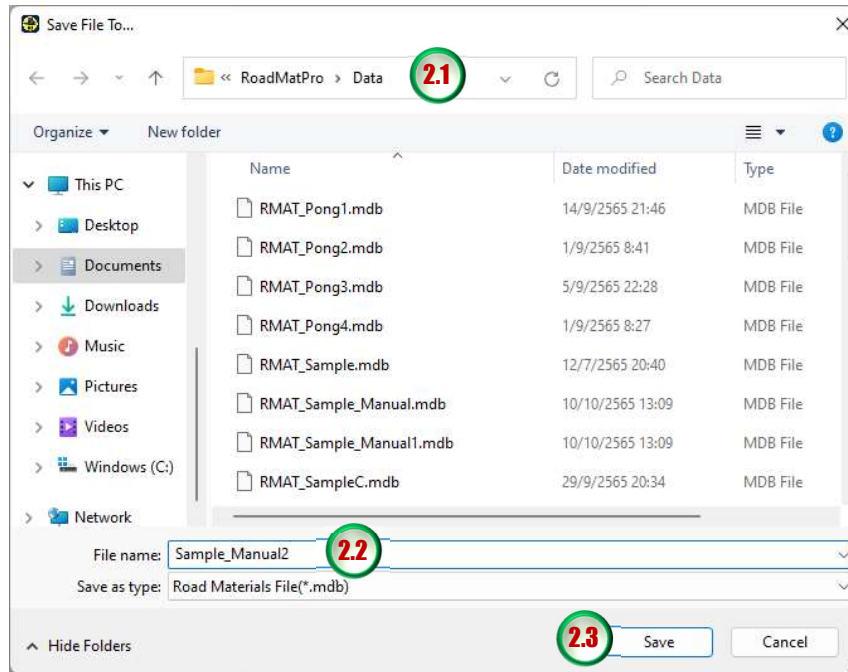 Save File To...
« RoadMatPro › Data 2.1 Search Data
Organize New folder
Name Date modified Type
This PC
Desktop
Documents
Downloads
Music
Pictures
Videos
Windows (C:)
Network
RMAT_Pong1.mdb 14/9/2565 21:46 MDB File
RMAT_Pong2.mdb 1/9/2565 8:41 MDB File
RMAT_Pong3.mdb 5/9/2565 22:28 MDB File
RMAT_Pong4.mdb 1/9/2565 8:27 MDB File
RMAT_Sample.mdb 12/7/2565 20:40 MDB File
RMAT_Sample_Manual.mdb 10/10/2565 13:09 MDB File
RMAT_Sample_Manual1.mdb 10/10/2565 13:09 MDB File
RMAT_SampleC.mdb 29/9/2565 20:34 MDB File
File name: Sample_Manual2 2.2
Save as type: Road Materials File(*.mdb)
Hide Folders 2.3 Save Cancel